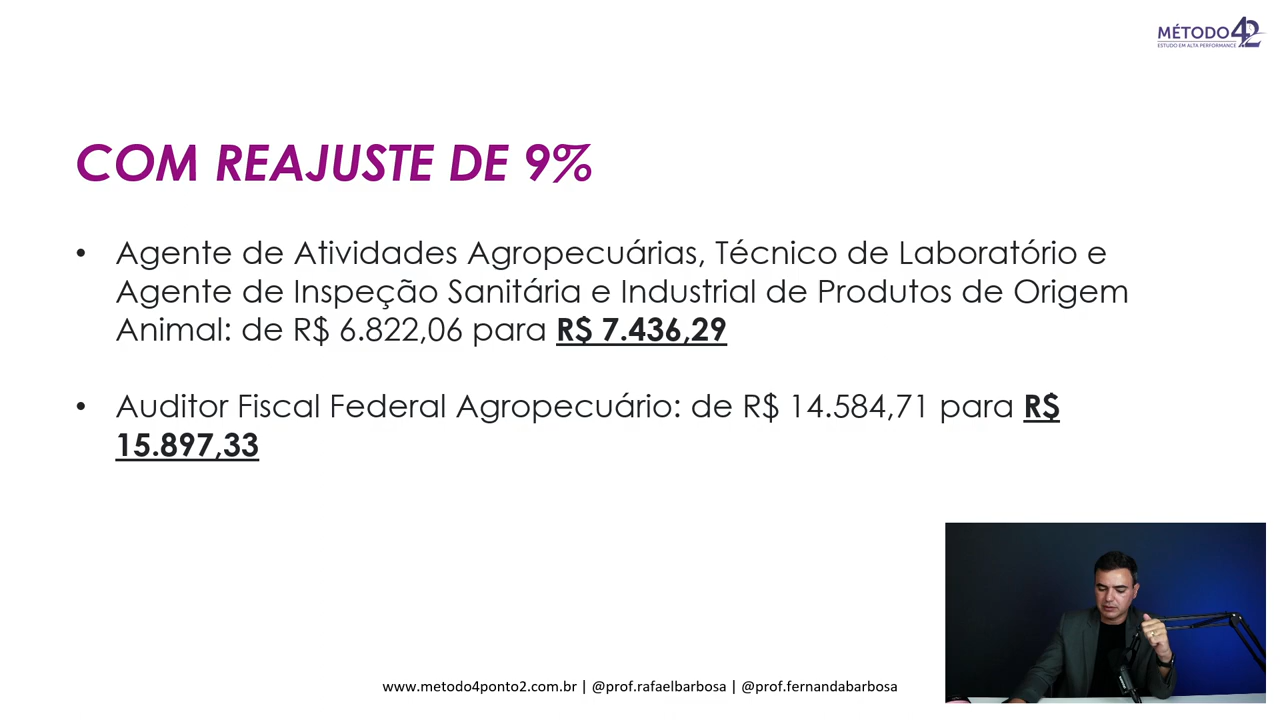 MÉTODO 4.2
ESTUDO EM ALTA PERFORMANCE
COM REAJUSTE DE 9%
• Agente de Atividades Agropecuárias, Técnico de Laboratório e
Agente de Inspeção Sanitária e Industrial de Produtos de Origem
Animal: de R$ 6.822,06 para R$ 7.436,29
• Auditor Fiscal Federal Agropecuário: de R$ 14.584,71 para R$
15.897,33
www.metodo4ponto2.com.br | @prof.rafaelbarbosa | @prof.fernandabarbosa